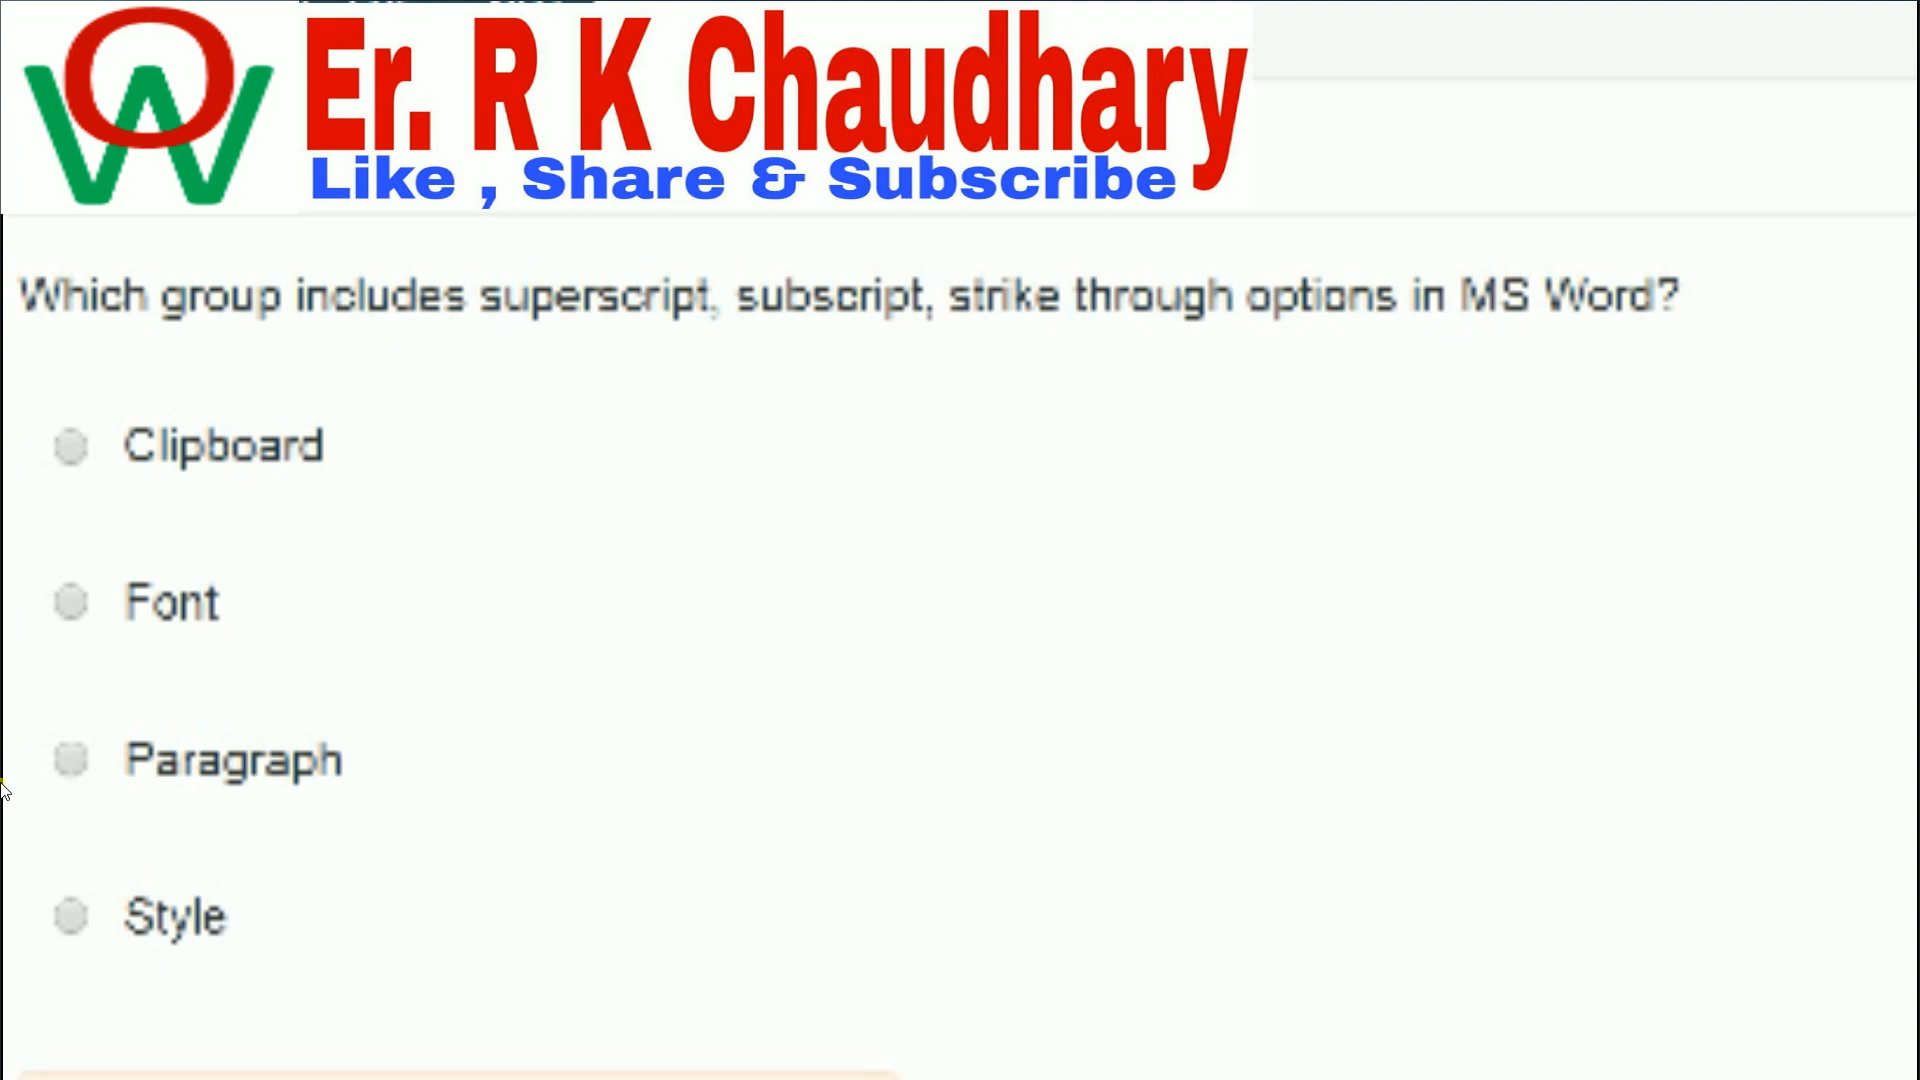 Er. R K Chaudhary
Like , Share & Subscribe
Which group includes superscript, subscript, strike through options in MS Word?
Clipboard
Font
Paragraph
Style